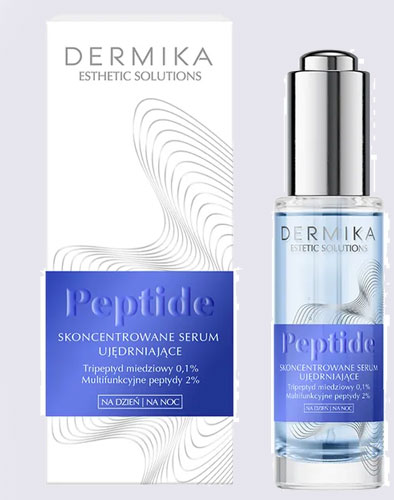 DERMIKA
ESTHETIC SOLUTIONS
Peptide
SKONCENTROWANE SERUM
UJĘDRNIAJĄCE
Tripeptyd miedziowy 0,1%
Multifunkcyjne peptydy 2%
NA DZIEŃ | NA NOC
DERMIKA
ESTETIC SOLUTIONS
Peptide
SKONCENTROWANE SERUM
UJĘDRNIAJĄCE
Tripeptyd miedziowy 0,1%
Multifunkcyjne peptydy 2%
NA DZIEŃ | NA NOC